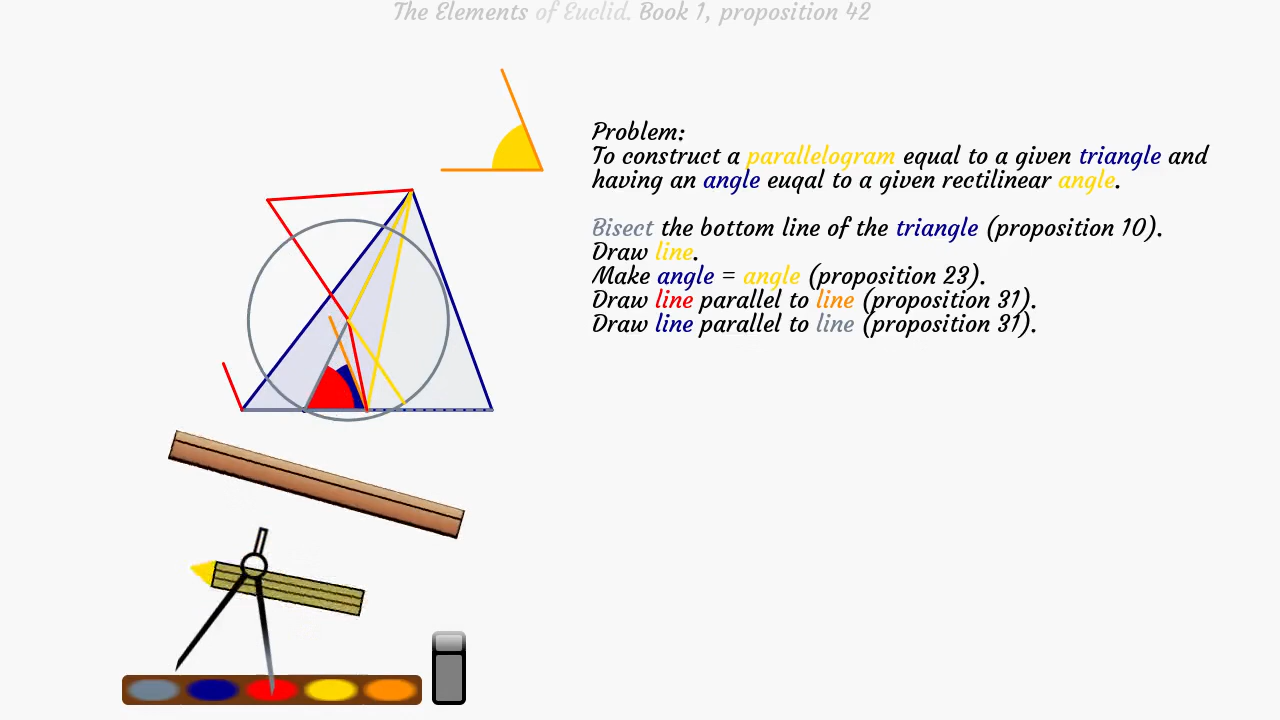 The Elements of Euclid. Book 1, proposition 42
Problem:
To construct a parallelogram equal to a given triangle and
having an angle euqal to a given rectilinear angle.
Bisect the bottom line of the triangle (proposition 10).
Draw line.
Make angle = angle (proposition 23).
Draw line parallel to line (proposition 31).
Draw line parallel to line (proposition 31).